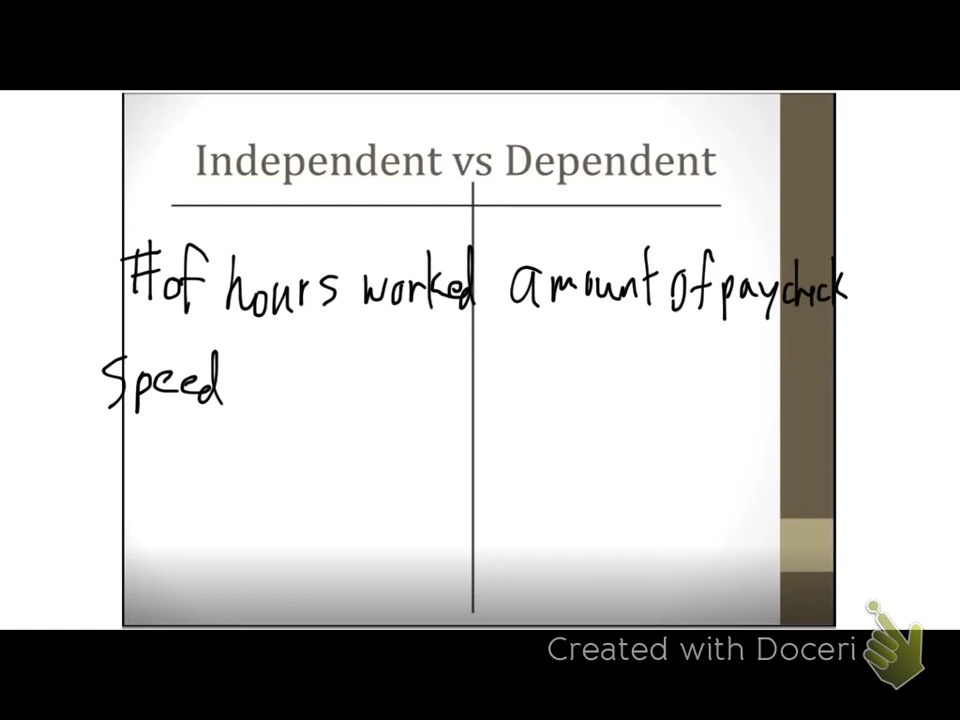 Independent vs Dependent
# of hours worked amount of paycheck
speed
Created with Doceri